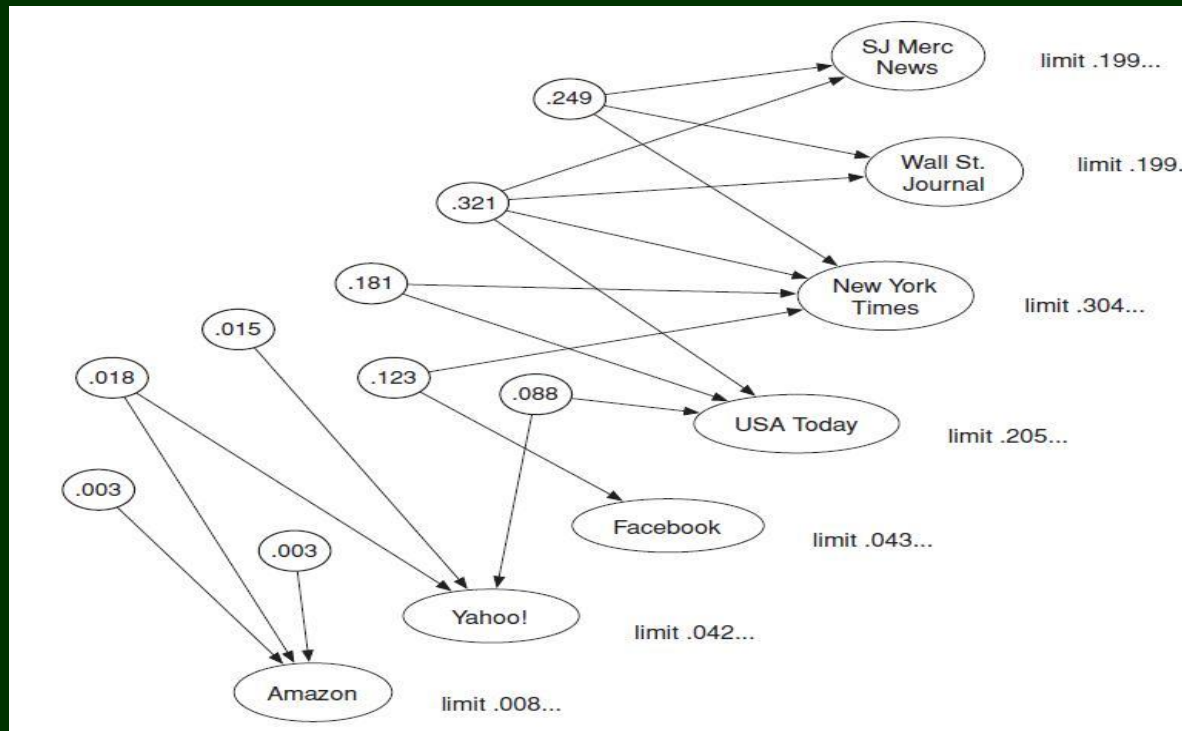 SJ Merc
News
limit .199...
.249
Wall St.
Journal
limit .199.
.321
.181
New York
Times
limit .304...
.015
.018
.123
.088
USA Today
limit .205...
.003
Facebook
limit .043...
.003
Yahoo!
limit .042...
Amazon
limit .008...